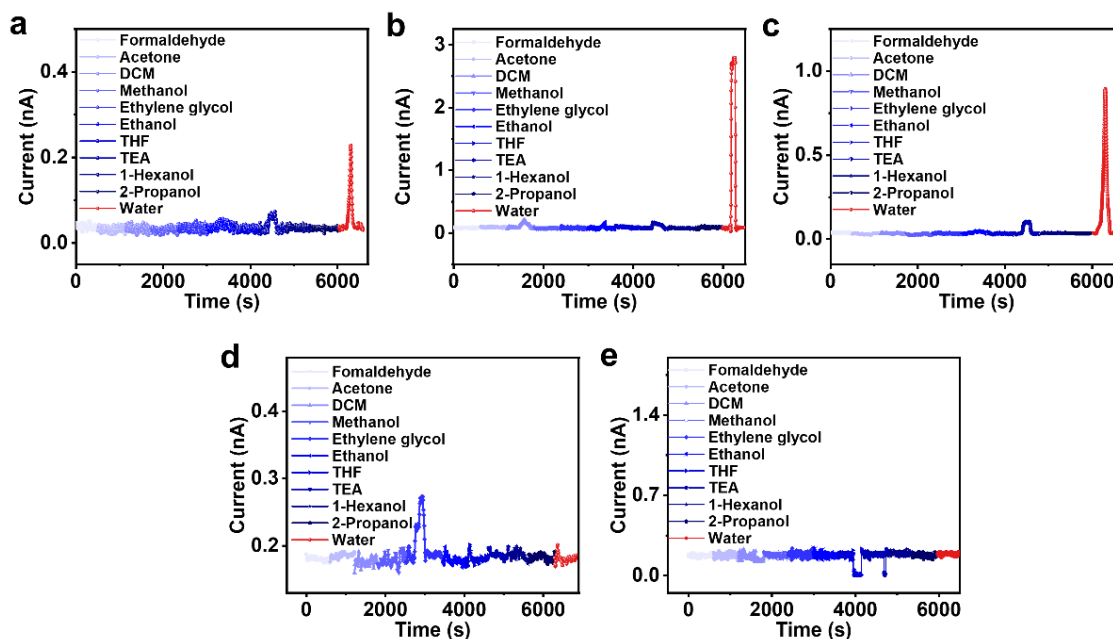 a
Formaldehyde
Acetone
DCM
Methanol
Ethylene glycol
Ethanol
THF
TEA
1-Hexanol
2-Propanol
Water
Current (nA)
0.4
0.2
0.0
0 2000 4000 6000
Time (s)
b
Formaldehyde
Acetone
DCM
Methanol
Ethylene glycol
Ethanol
THF
TEA
1-Hexanol
2-Propanol
Water
Current (nA)
3
2
1
0
0 2000 4000 6000
Time (s)
c
Formaldehyde
Acetone
DCM
Methanol
Ethylene glycol
Ethanol
THF
TEA
1-Hexanol
2-Propanol
Water
Current (nA)
1.0
0.5
0.0
0 2000 4000 6000
Time (s)
d
Fomaldehyde
Acetone
DCM
Methanol
Ethylene glycol
Ethanol
THF
TEA
1-Hexanol
2-Propanol
Water
Current (nA)
0.4
0.3
0.2
0 2000 4000 6000
Time (s)
e
Fomaldehyde
Acetone
DCM
Methanol
Ethylene glycol
Ethanol
THF
TEA
1-Hexanol
2-Propanol
Water
Current (nA)
1.4
0.7
0.0
0 2000 4000 6000
Time (s)